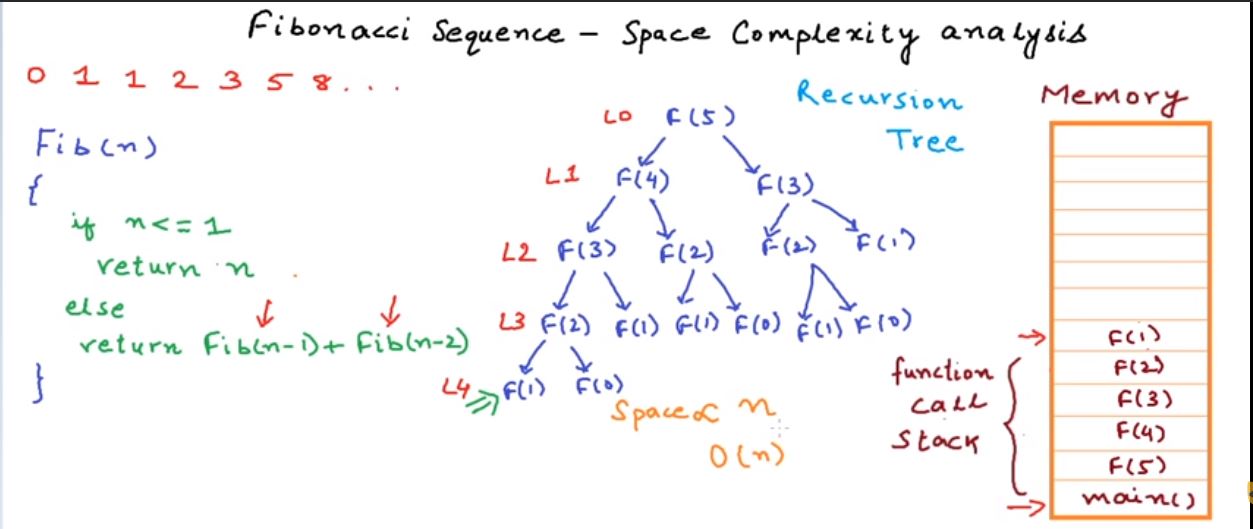 Fibonacci Sequence - Space Complexity analysis
0 1 1 2 3 5 8 . . .
Fib(n)
{
if n<=1
return n
else
return Fib(n-1)+ Fib(n-2)
}
Recursion
Tree
L0 F(5)
L1 F(4) F(3)
L2 F(3) F(2) F(2) F(1)
L3 F(2) F(1) F(1) F(0) F(1) F(0)
L4 F(1) F(0)
Space ∝ n
O(n)
Memory
F(1)
F(2)
F(3)
F(4)
F(5)
main()
function
call
stack